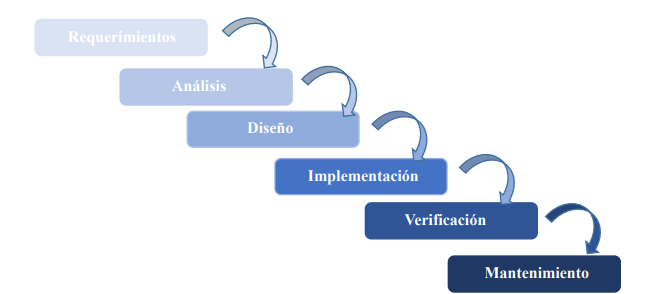 Requerimientos
Análisis
Diseño
Implementación
Verificación
Mantenimiento